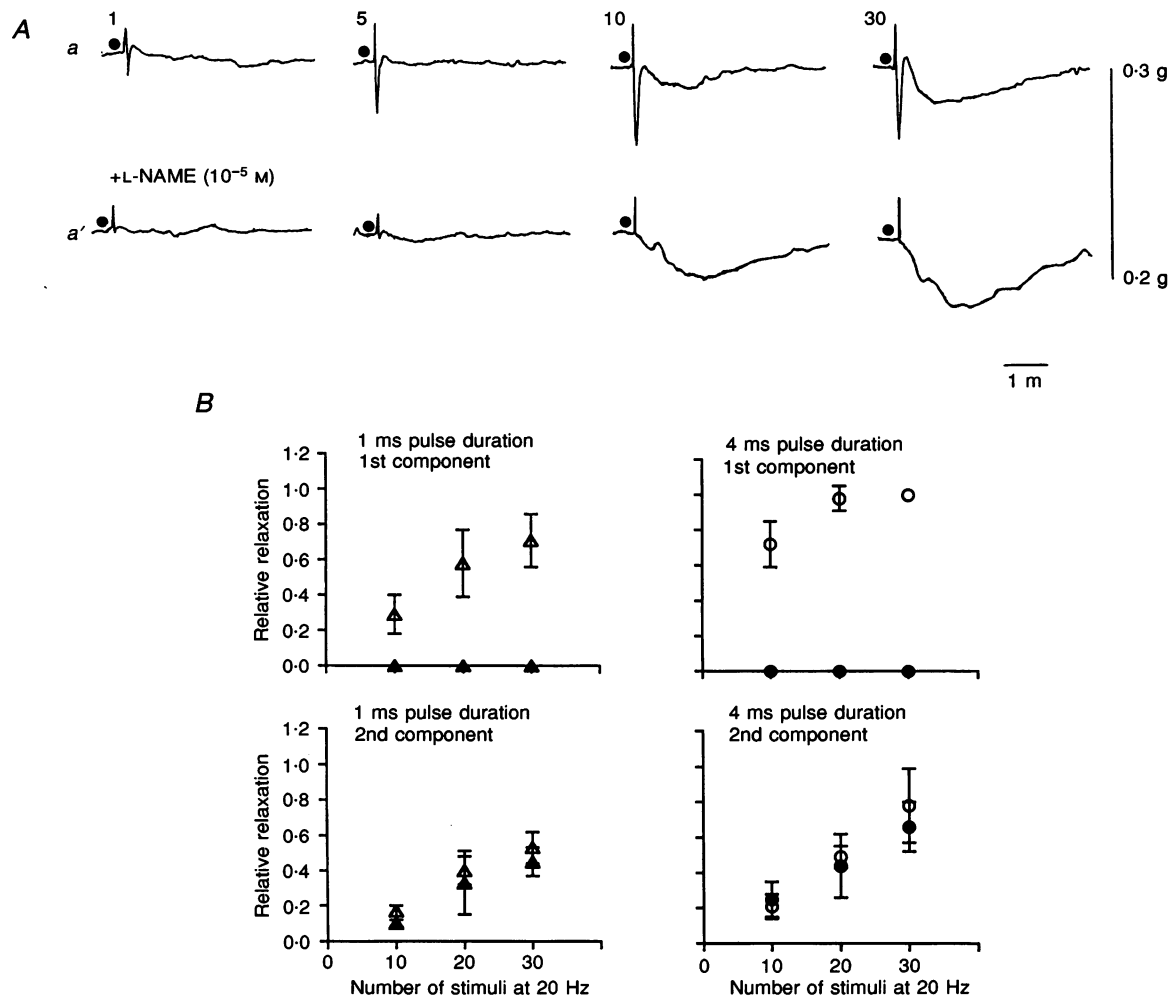 A
a
1
5
10
30
0·3 g
+L-NAME (10⁻⁵ M)
a′
0·2 g
1 m
B
1 ms pulse duration
1st component
4 ms pulse duration
1st component
Relative relaxation
1·2
1·0
0·8
0·6
0·4
0·2
0·0
1 ms pulse duration
2nd component
4 ms pulse duration
2nd component
Relative relaxation
1·2
1·0
0·8
0·6
0·4
0·2
0·0
0 10 20 30
Number of stimuli at 20 Hz
0 10 20 30
Number of stimuli at 20 Hz